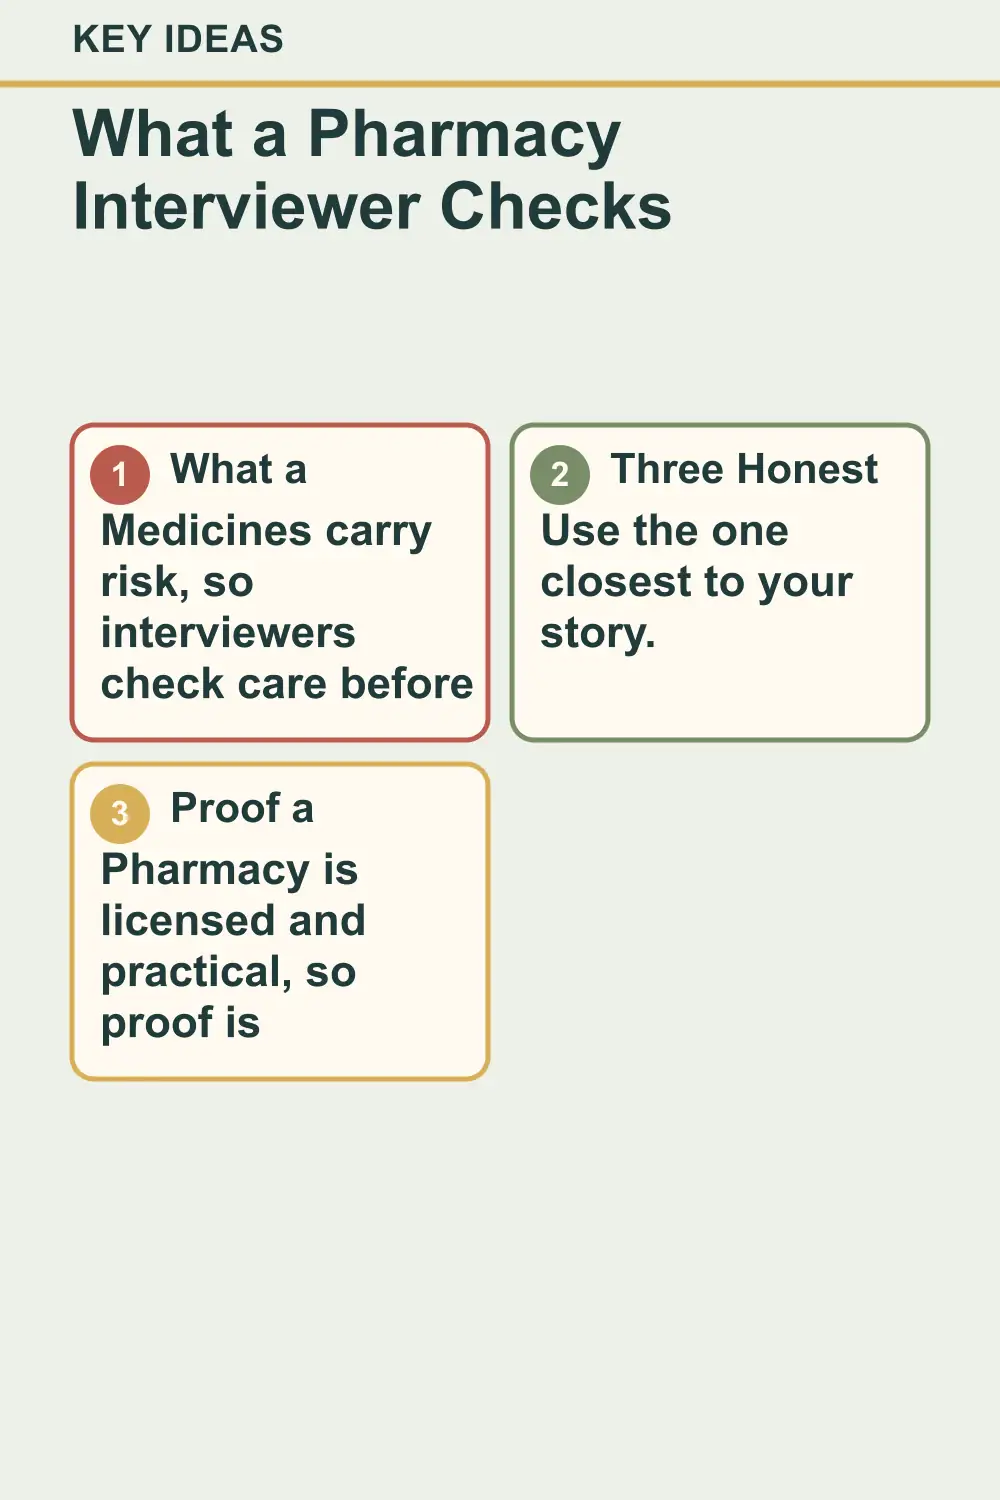 KEY IDEAS
What a Pharmacy
Interviewer Checks
1 What a
Medicines carry
risk, so
interviewers
check care before
2 Three Honest
Use the one
closest to your
story.
3 Proof a
Pharmacy is
licensed and
practical, so
proof is